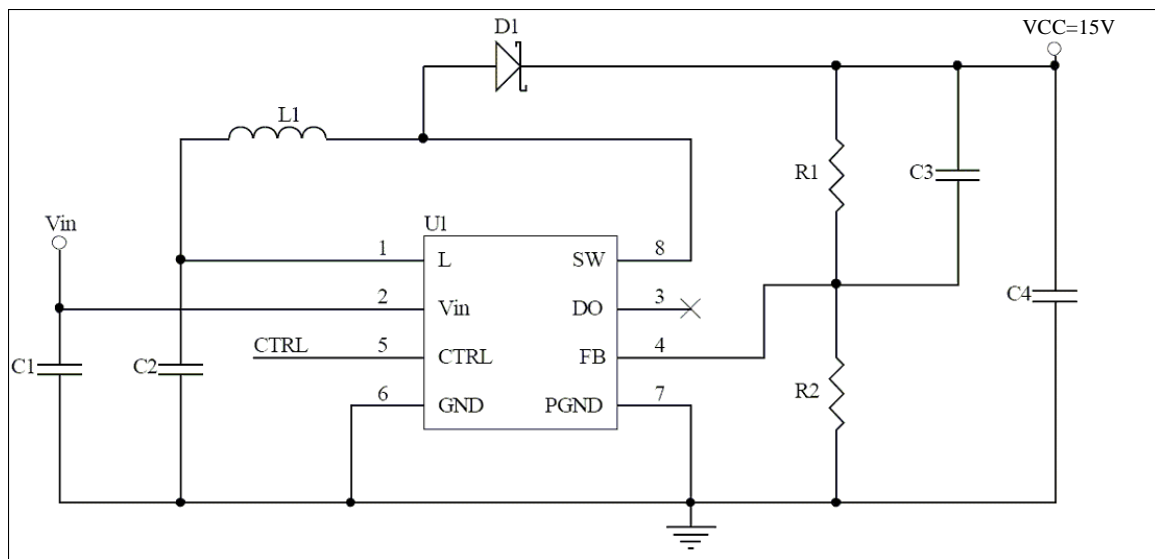 D1
VCC=15V
L1
R1
C3
Vin
U1
1
L
SW
8
2
Vin
DO
3
C4
CTRL
5
CTRL
FB
4
C1
C2
R2
6
GND
PGND
7